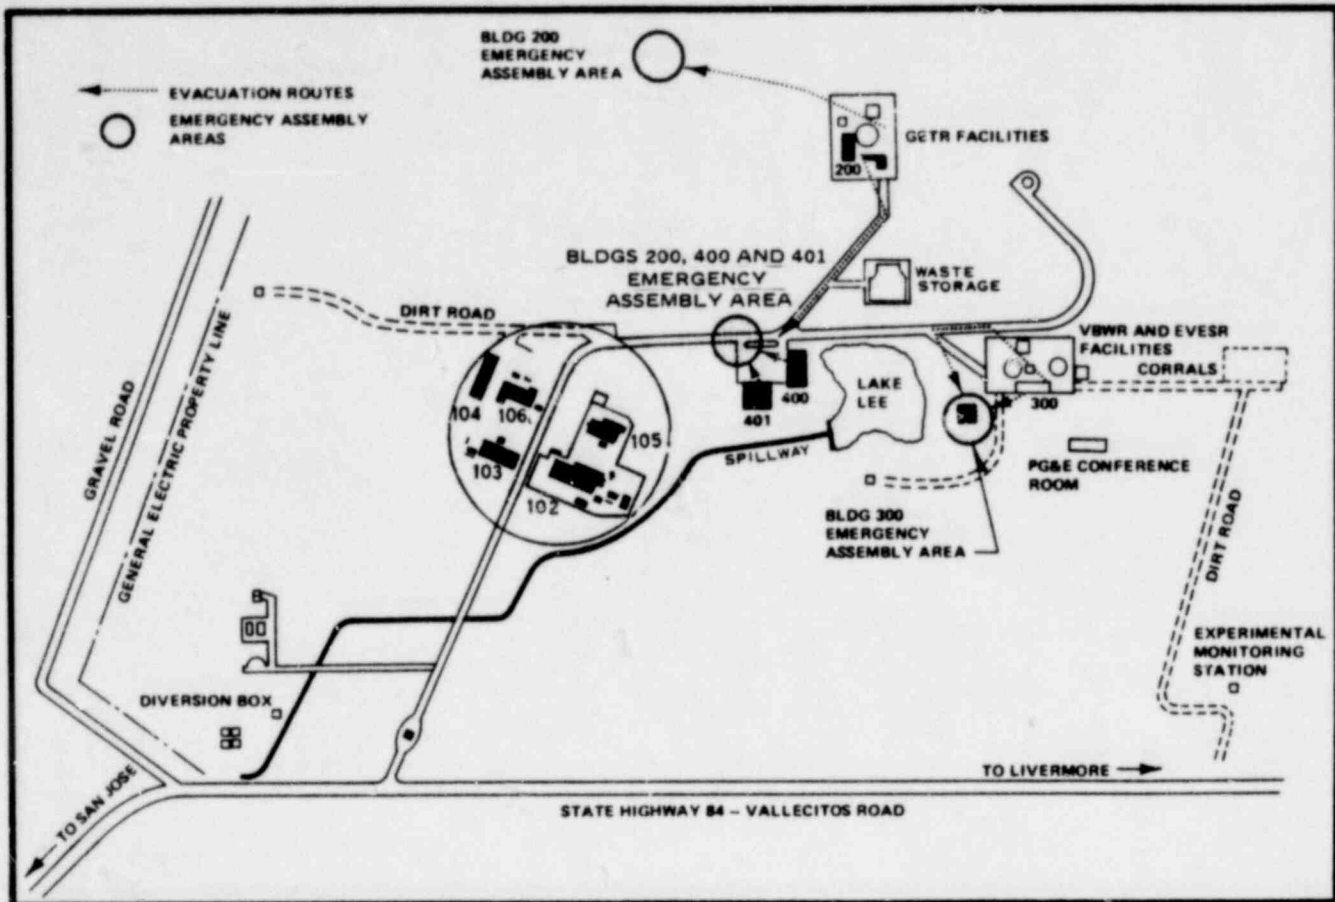 BLDG 200
EMERGENCY
ASSEMBLY AREA
EVACUATION ROUTES
EMERGENCY ASSEMBLY
AREAS
GETR FACILITIES
200
BLDGS 200, 400 AND 401
EMERGENCY
ASSEMBLY AREA
WASTE
STORAGE
DIRT ROAD
VBWR AND EVESR
FACILITIES
CORRALS
GRAVEL ROAD
GENERAL ELECTRIC PROPERTY LINE
104
106
105
103
102
400
401
LAKE
LEE
300
SPILLWAY
PG&E CONFERENCE
ROOM
BLDG 300
EMERGENCY
ASSEMBLY AREA
DIRT ROAD
EXPERIMENTAL
MONITORING
STATION
DIVERSION BOX
TO SAN JOSE
TO LIVERMORE
STATE HIGHWAY 84 – VALLECITOS ROAD